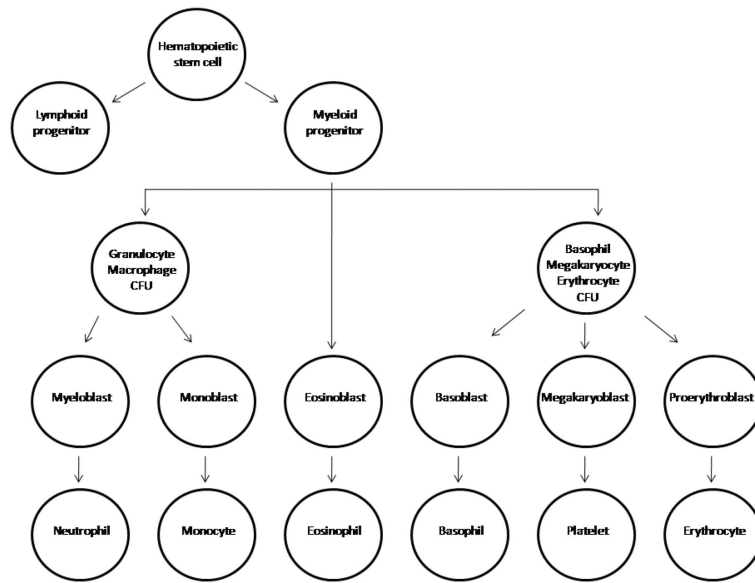 Hematopoietic
stem cell
Lymphoid
progenitor
Myeloid
progenitor
Granulocyte
Macrophage
CFU
Basophil
Megakaryocyte
Erythrocyte
CFU
Myeloblast
Monoblast
Eosinoblast
Basoblast
Megakaryoblast
Proerythroblast
Neutrophil
Monocyte
Eosinophil
Basophil
Platelet
Erythrocyte